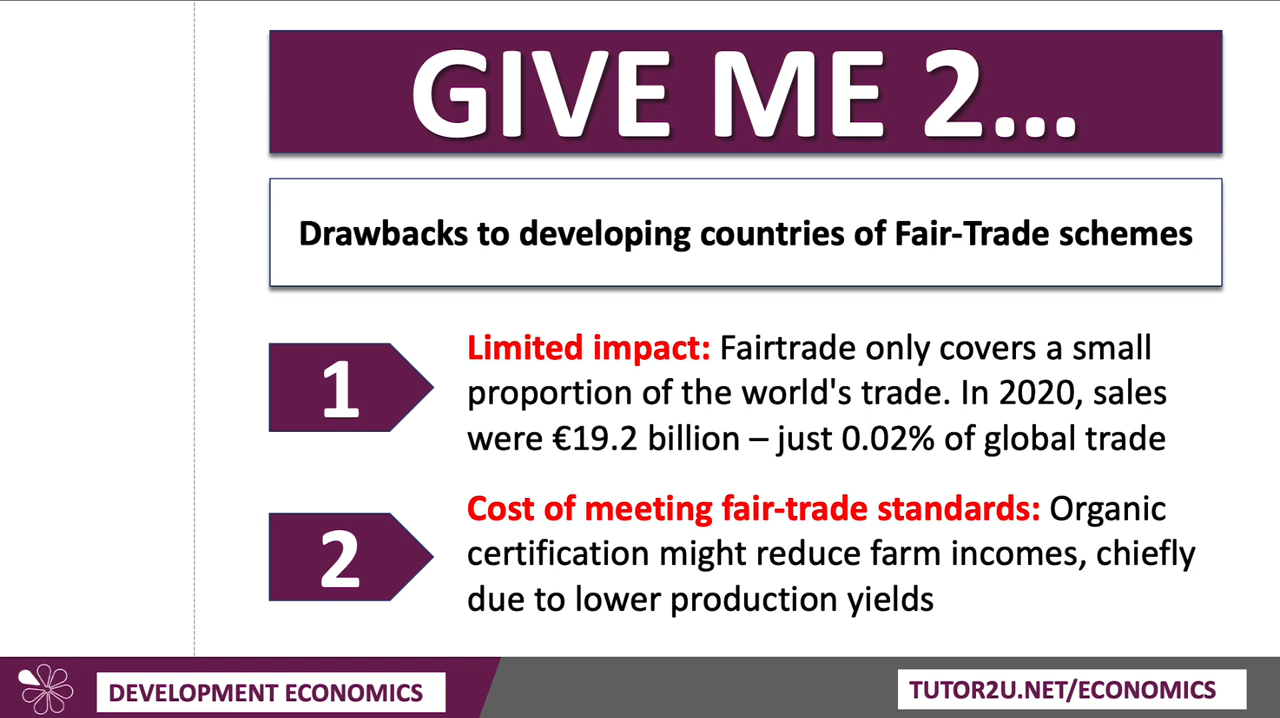 GIVE ME 2...
Drawbacks to developing countries of Fair-Trade schemes
1
Limited impact: Fairtrade only covers a small
proportion of the world's trade. In 2020, sales
were €19.2 billion – just 0.02% of global trade
2
Cost of meeting fair-trade standards: Organic
certification might reduce farm incomes, chiefly
due to lower production yields
DEVELOPMENT ECONOMICS
TUTOR2U.NET/ECONOMICS